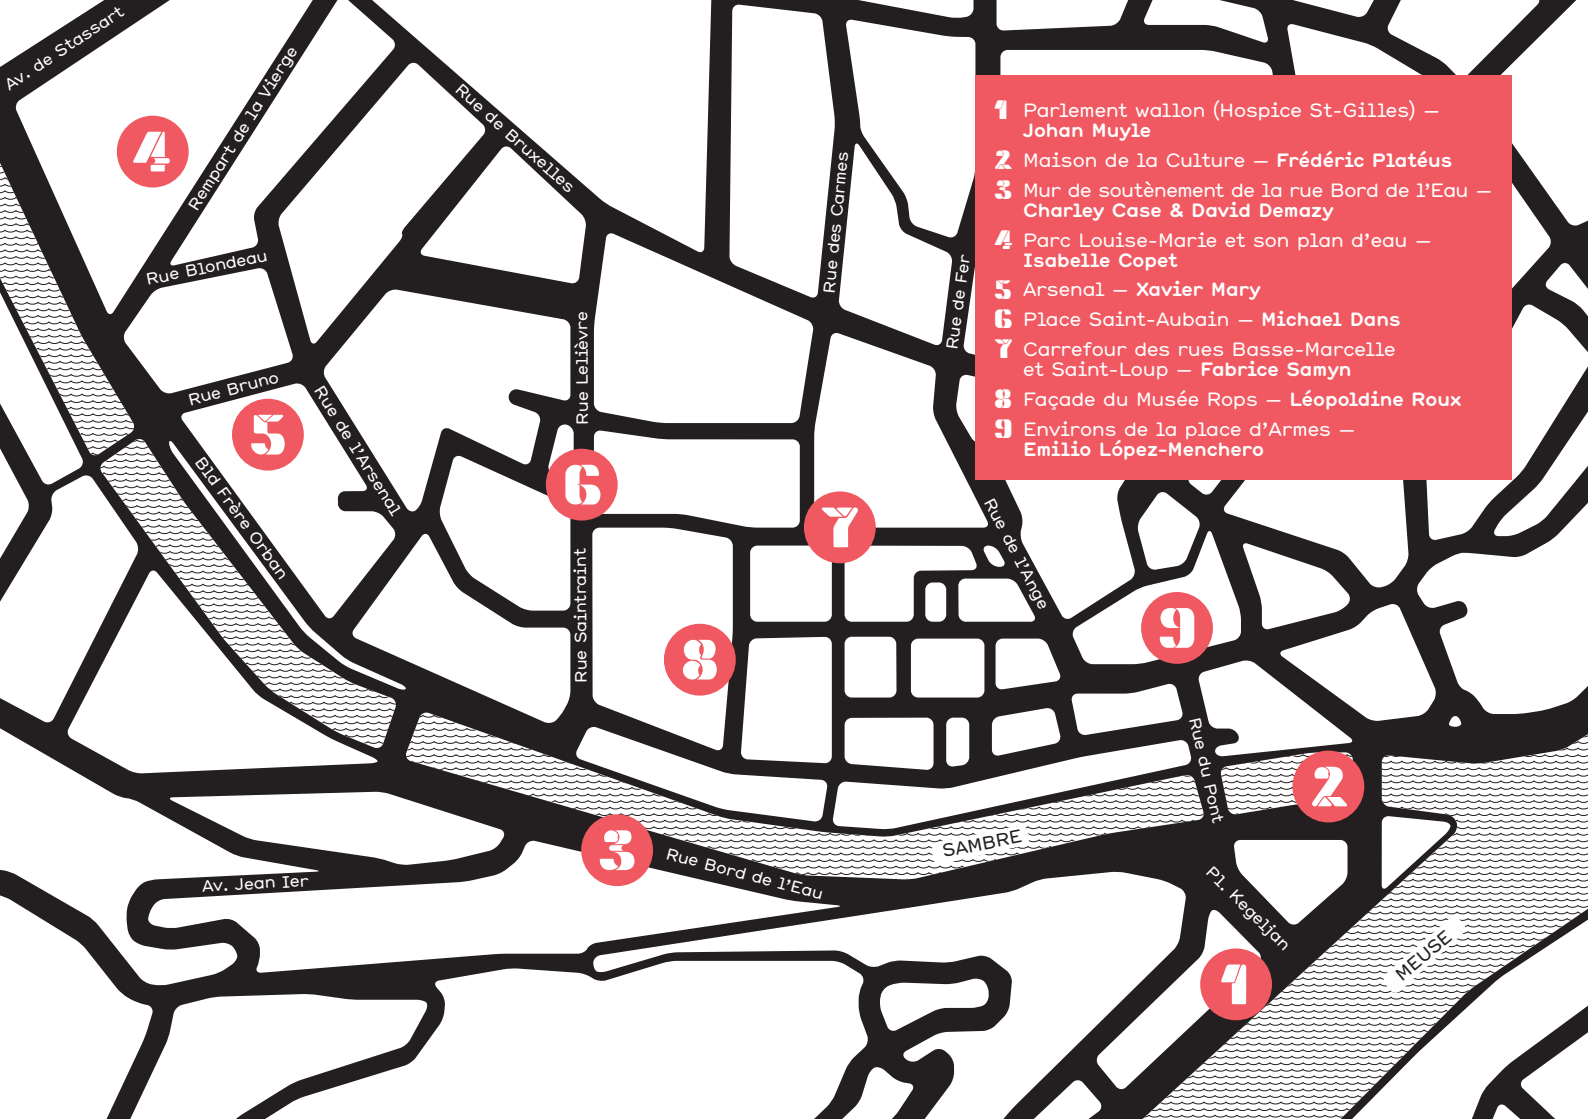 Av. de Stassart
Rempart de la Vierge
Rue de Bruxelles
4
Rue des Carmes
Rue de Fer
Rue Blondeau
Rue Lelièvre
Rue Bruno
Rue de l'Arsenal
5
Bld Frère Orban
6
7
Rue de l'Ange
Rue Saintraint
8
9
Rue du Pont
2
3
SAMBRE
Rue Bord de l'Eau
Av. Jean Ier
Pl. Kegeljan
MEUSE
1
1 Parlement wallon (Hospice St-Gilles) –
Johan Muyle
2 Maison de la Culture – Frédéric Platéus
3 Mur de soutènement de la rue Bord de l'Eau –
Charley Case & David Demazy
4 Parc Louise-Marie et son plan d'eau –
Isabelle Copet
5 Arsenal – Xavier Mary
6 Place Saint-Aubain – Michael Dans
7 Carrefour des rues Basse-Marcelle
et Saint-Loup – Fabrice Samyn
8 Façade du Musée Rops – Léopoldine Roux
9 Environs de la place d'Armes –
Emilio López-Menchero